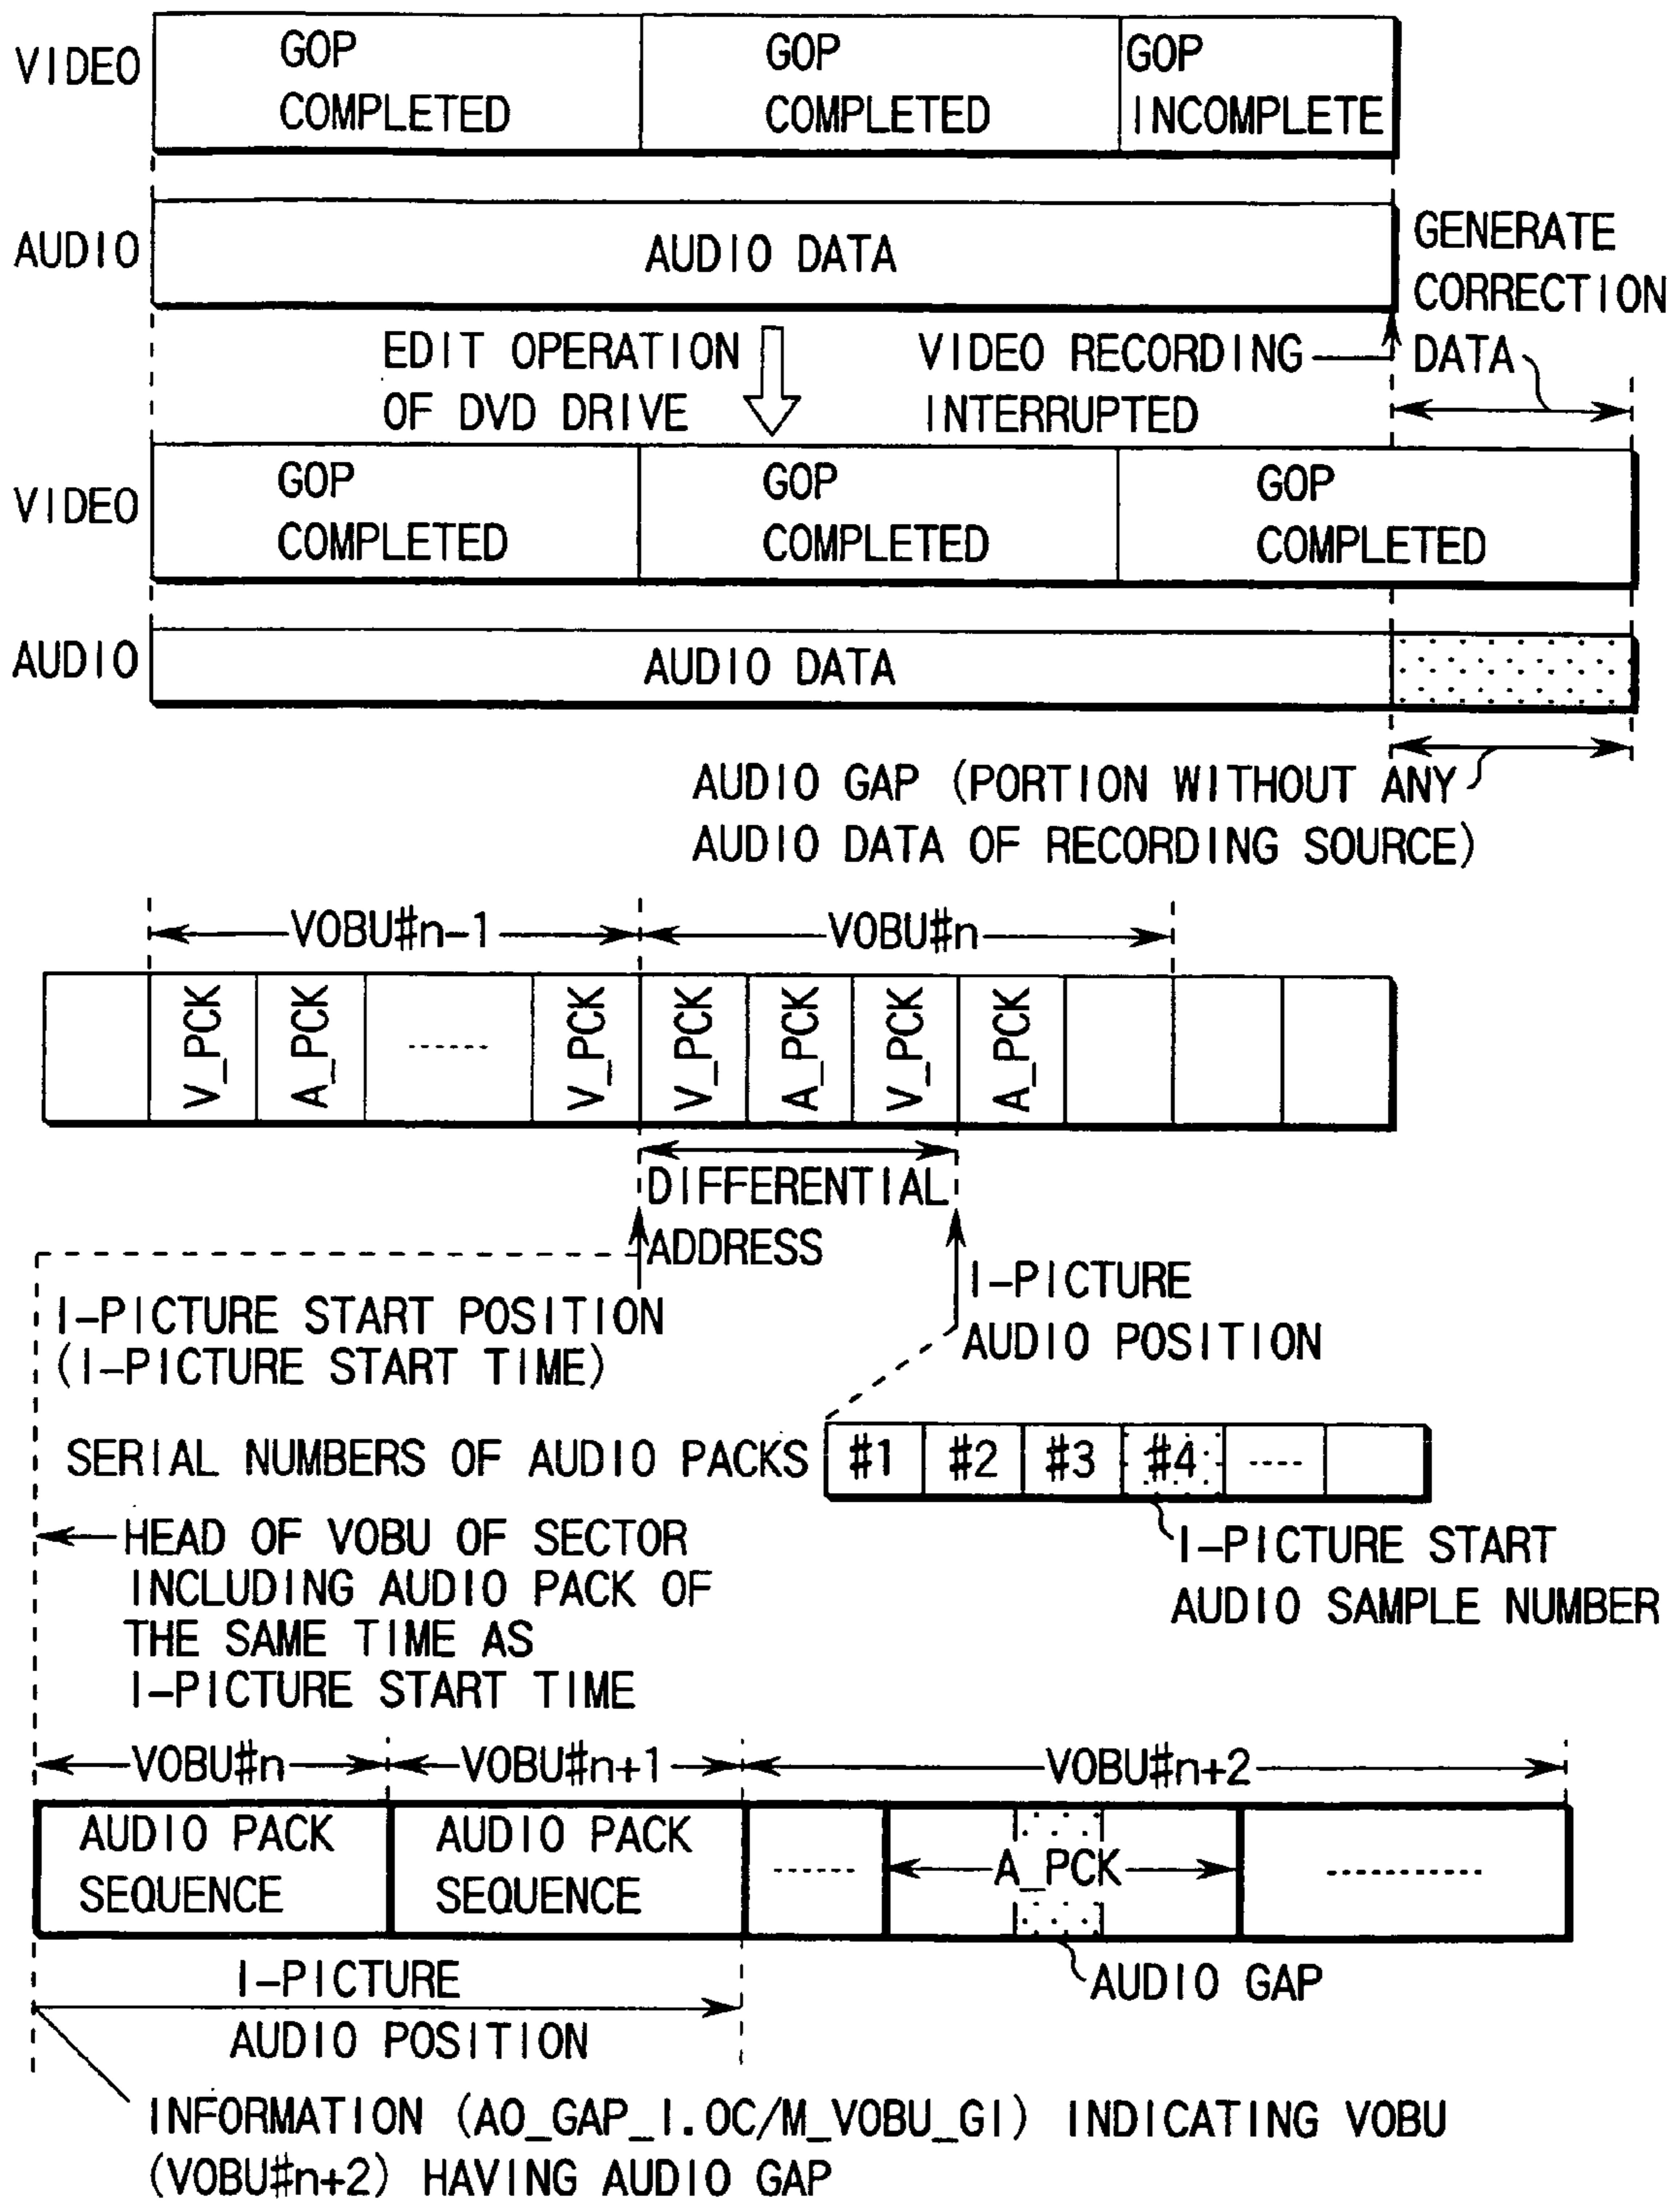 VIDEO
GOP
COMPLETED
GOP
COMPLETED
GOP
INCOMPLETE
AUDIO
AUDIO DATA
GENERATE
CORRECTION
DATA
EDIT OPERATION
OF DVD DRIVE
VIDEO RECORDING
INTERRUPTED
VIDEO
GOP
COMPLETED
GOP
COMPLETED
GOP
COMPLETED
AUDIO
AUDIO DATA
AUDIO GAP (PORTION WITHOUT ANY
AUDIO DATA OF RECORDING SOURCE)
VOBU#n-1
VOBU#n
V_PCK
A_PCK
------
V_PCK
V_PCK
A_PCK
V_PCK
A_PCK
DIFFERENTIAL
ADDRESS
I-PICTURE START POSITION
(I-PICTURE START TIME)
I-PICTURE
AUDIO POSITION
SERIAL NUMBERS OF AUDIO PACKS
#1
#2
#3
#4
----
I-PICTURE START
AUDIO SAMPLE NUMBER
HEAD OF VOBU OF SECTOR
INCLUDING AUDIO PACK OF
THE SAME TIME AS
I-PICTURE START TIME
VOBU#n
VOBU#n+1
VOBU#n+2
AUDIO PACK
SEQUENCE
AUDIO PACK
SEQUENCE
------
A_PCK
----------
AUDIO GAP
I-PICTURE
AUDIO POSITION
INFORMATION (AO_GAP_I.OC/M_VOBU_GI) INDICATING VOBU
(VOBU#n+2) HAVING AUDIO GAP